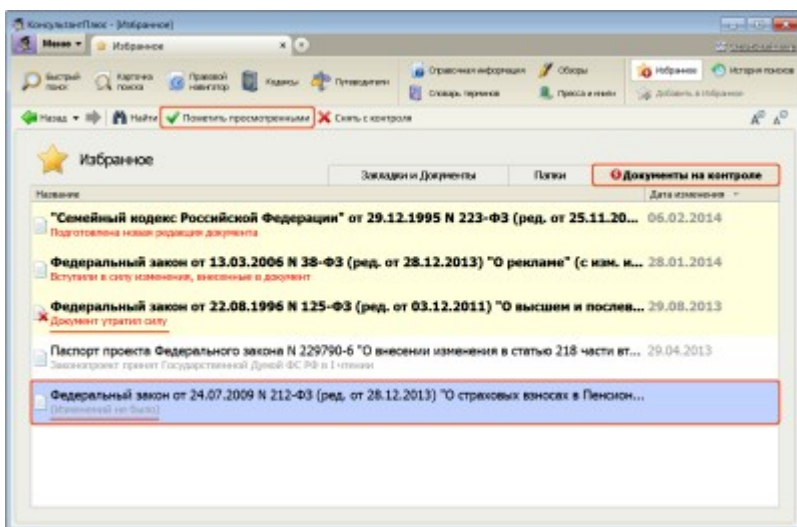 КонсультантПлюс - [Избранное]
Меню
Избранное
Быстрый поиск
Карточка поиска
Правовой навигатор
Кодексы
Путеводители
Справочная информация
Словарь терминов
Обзоры
Пресса и книги
Избранное
Добавить в Избранное
История поисков
Назад
Найти
Пометить просмотренными
Снять с контроля
Избранное
Закладки и Документы
Папки
Документы на контроле
Название
Дата изменения
"Семейный кодекс Российской Федерации" от 29.12.1995 N 223-ФЗ (ред. от 25.11.20... 06.02.2014
Подготовлена новая редакция документа
Федеральный закон от 13.03.2006 N 38-ФЗ (ред. от 28.12.2013) "О рекламе" (с изм. и... 28.01.2014
Вступили в силу изменения, внесенные в документ
Федеральный закон от 22.08.1996 N 125-ФЗ (ред. от 03.12.2011) "О высшем и послев... 29.08.2013
Документ утратил силу
Паспорт проекта Федерального закона N 229790-6 "О внесении изменения в статью 218 части вт... 29.04.2013
Законопроект принят Государственной Думой ФС РФ в I чтении
Федеральный закон от 24.07.2009 N 212-ФЗ (ред. от 28.12.2013) "О страховых взносах в Пенсион...
(Изменений не было)